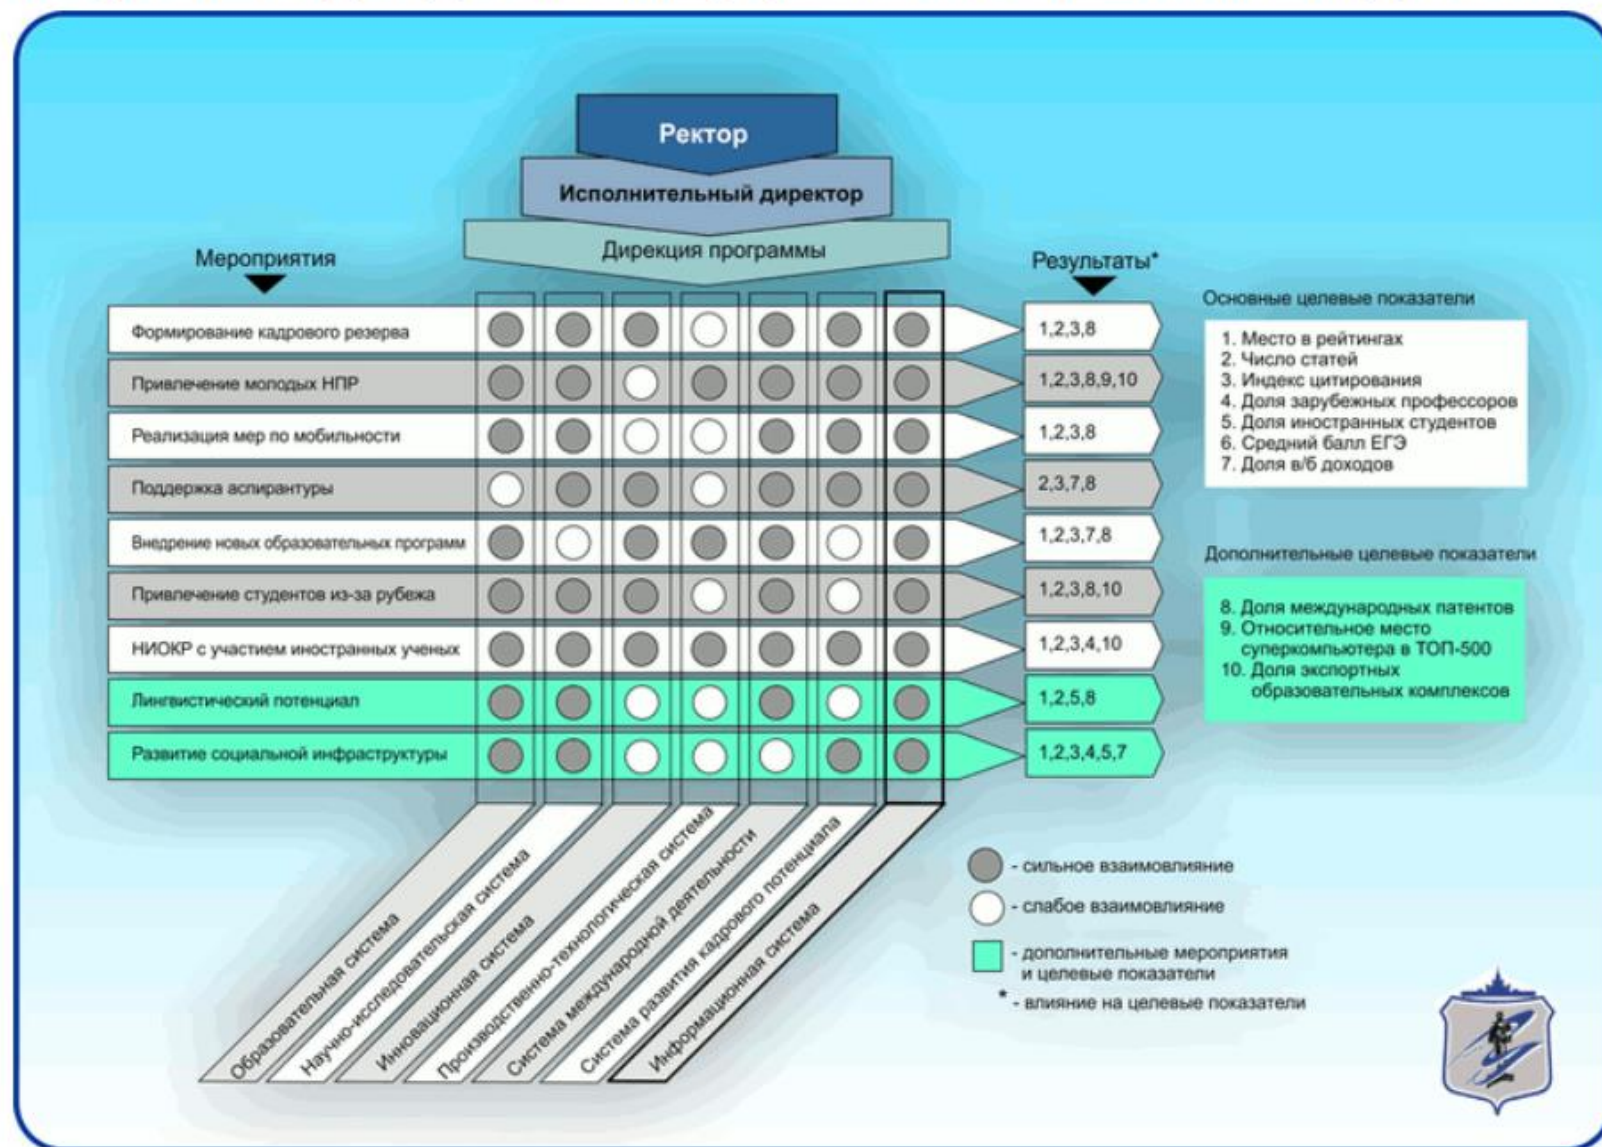 Ректор
Исполнительный директор
Дирекция программы
Мероприятия
Результаты*
Формирование кадрового резерва
1,2,3,8
Привлечение молодых НПР
1,2,3,8,9,10
Реализация мер по мобильности
1,2,3,8
Поддержка аспирантуры
2,3,7,8
Внедрение новых образовательных программ
1,2,3,7,8
Привлечение студентов из-за рубежа
1,2,3,8,10
НИОКР с участием иностранных ученых
1,2,3,4,10
Лингвистический потенциал
1,2,5,8
Развитие социальной инфраструктуры
1,2,3,4,5,7
Основные целевые показатели
1. Место в рейтингах
2. Число статей
3. Индекс цитирования
4. Доля зарубежных профессоров
5. Доля иностранных студентов
6. Средний балл ЕГЭ
7. Доля в/б доходов
Дополнительные целевые показатели
8. Доля международных патентов
9. Относительное место
суперкомпьютера в ТОП-500
10. Доля экспортных
образовательных комплексов
Образовательная система
Научно-исследовательская система
Инновационная система
Производственно-технологическая система
Система международной деятельности
Система развития кадрового потенциала
Информационная система
- сильное взаимовлияние
- слабое взаимовлияние
- дополнительные мероприятия
и целевые показатели
* - влияние на целевые показатели